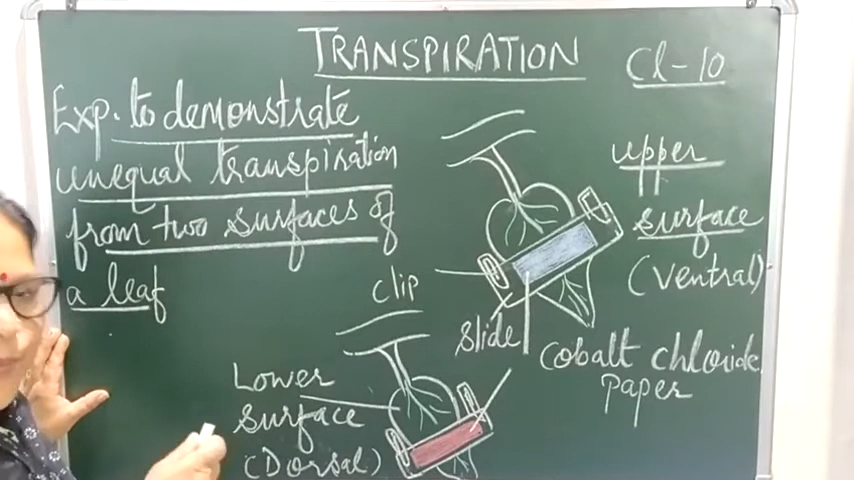 TRANSPIRATION
Cl-10
Exp. to demonstrate
unequal transpiration
from two surfaces of
a leaf
upper
surface
(Ventral)
clip
Slide
Cobalt chloride
paper
Lower
Surface
(Dorsal)